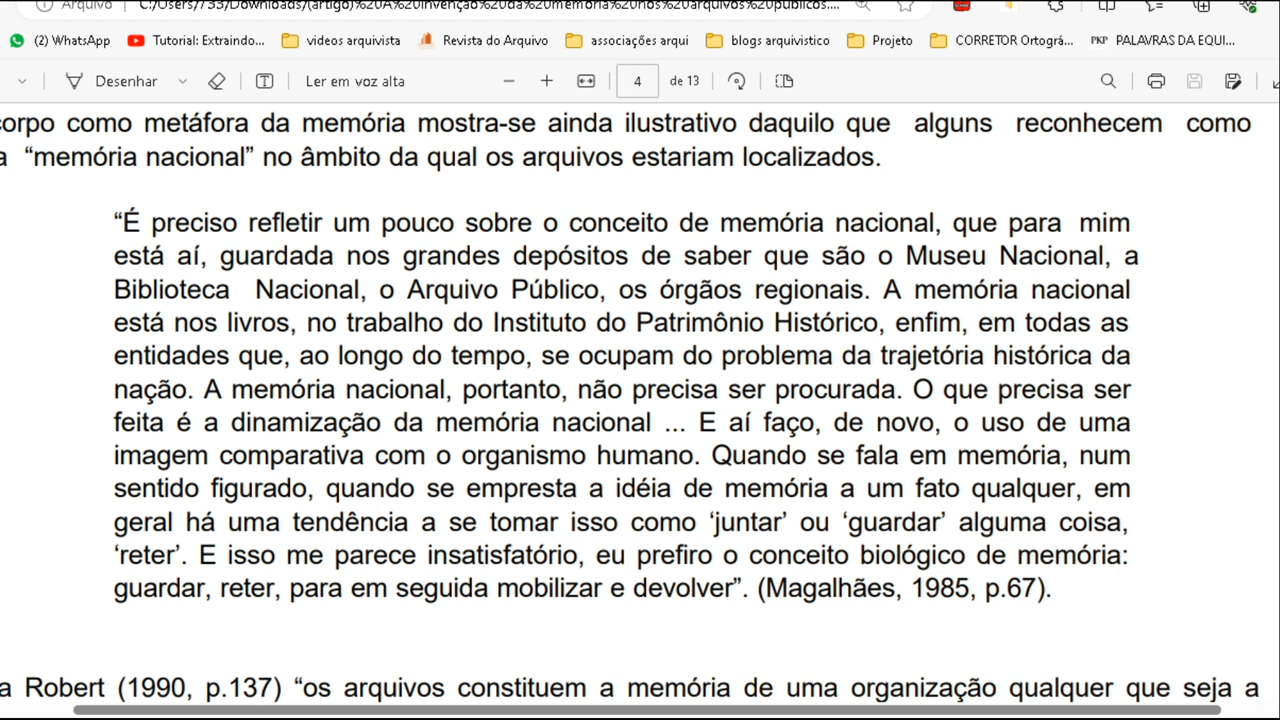 Arquivo C:/Users/733/Downloads/(artigo)%20A%20invenção%20da%20memória%20nos%20arquivos%20públicos....
(2) WhatsApp Tutorial: Extraindo... videos arquivista Revista do Arquivo associações arqui blogs arquivistico Projeto CORRETOR Ortográ... PKP PALAVRAS DA EQUI...
Desenhar Ler em voz alta 4 de 13
corpo como metáfora da memória mostra-se ainda ilustrativo daquilo que alguns reconhecem como
a “memória nacional” no âmbito da qual os arquivos estariam localizados.
“É preciso refletir um pouco sobre o conceito de memória nacional, que para mim
está aí, guardada nos grandes depósitos de saber que são o Museu Nacional, a
Biblioteca Nacional, o Arquivo Público, os órgãos regionais. A memória nacional
está nos livros, no trabalho do Instituto do Patrimônio Histórico, enfim, em todas as
entidades que, ao longo do tempo, se ocupam do problema da trajetória histórica da
nação. A memória nacional, portanto, não precisa ser procurada. O que precisa ser
feita é a dinamização da memória nacional ... E aí faço, de novo, o uso de uma
imagem comparativa com o organismo humano. Quando se fala em memória, num
sentido figurado, quando se empresta a idéia de memória a um fato qualquer, em
geral há uma tendência a se tomar isso como ‘juntar’ ou ‘guardar’ alguma coisa,
‘reter’. E isso me parece insatisfatório, eu prefiro o conceito biológico de memória:
guardar, reter, para em seguida mobilizar e devolver”. (Magalhães, 1985, p.67).
a Robert (1990, p.137) “os arquivos constituem a memória de uma organização qualquer que seja a